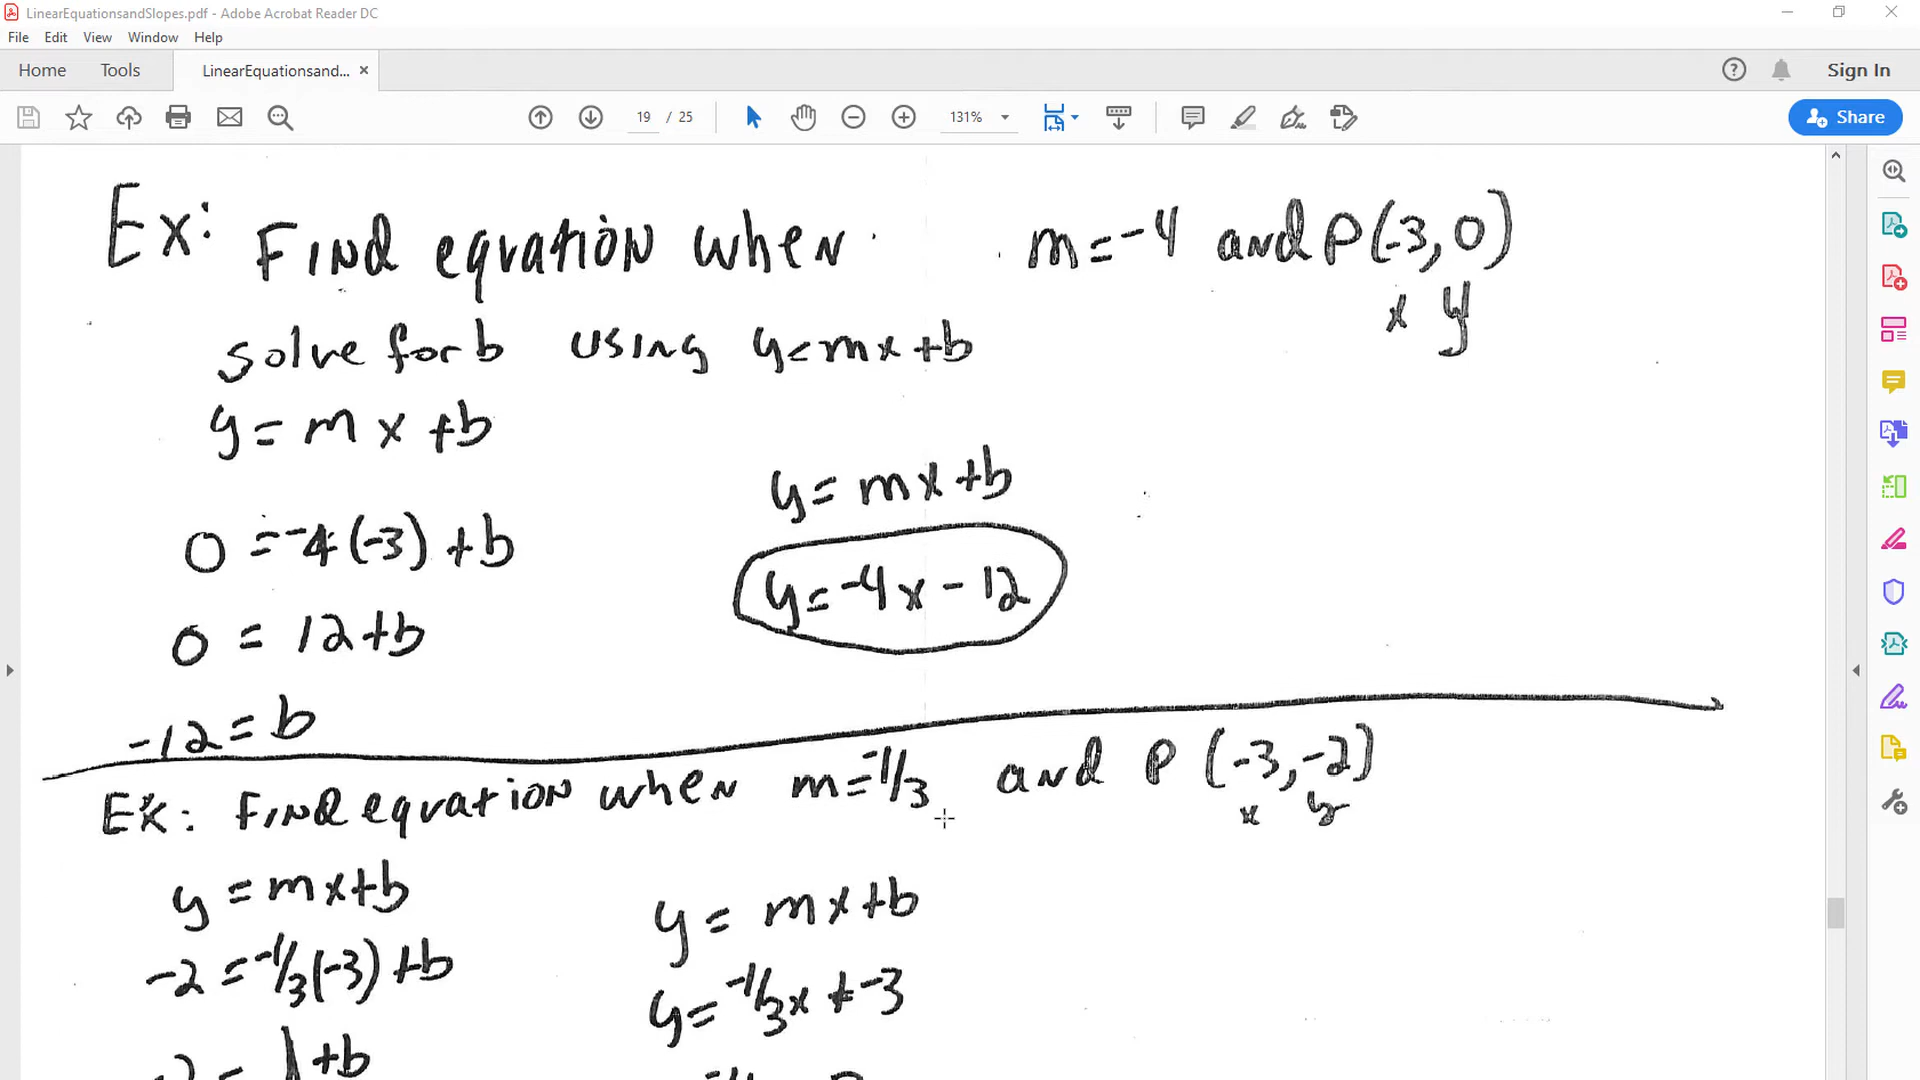 LinearEquationsandSlopes.pdf - Adobe Acrobat Reader DC
File Edit View Window Help
Home Tools LinearEquationsand... × Sign In
19 / 25 131% Share
Ex: Find equation when m=-4 and P(-3,0)
x y
solve for b using y=mx+b
y=mx+b
y=mx+b
0=-4(-3)+b
y=-4x-12
0=12+b
-12=b
Ex: Find equation when m=-1/3 and P(-3,-2)
x y
y=mx+b
y=mx+b
-2=-1/3(-3)+b
y=-1/3x+-3
-2=1+b